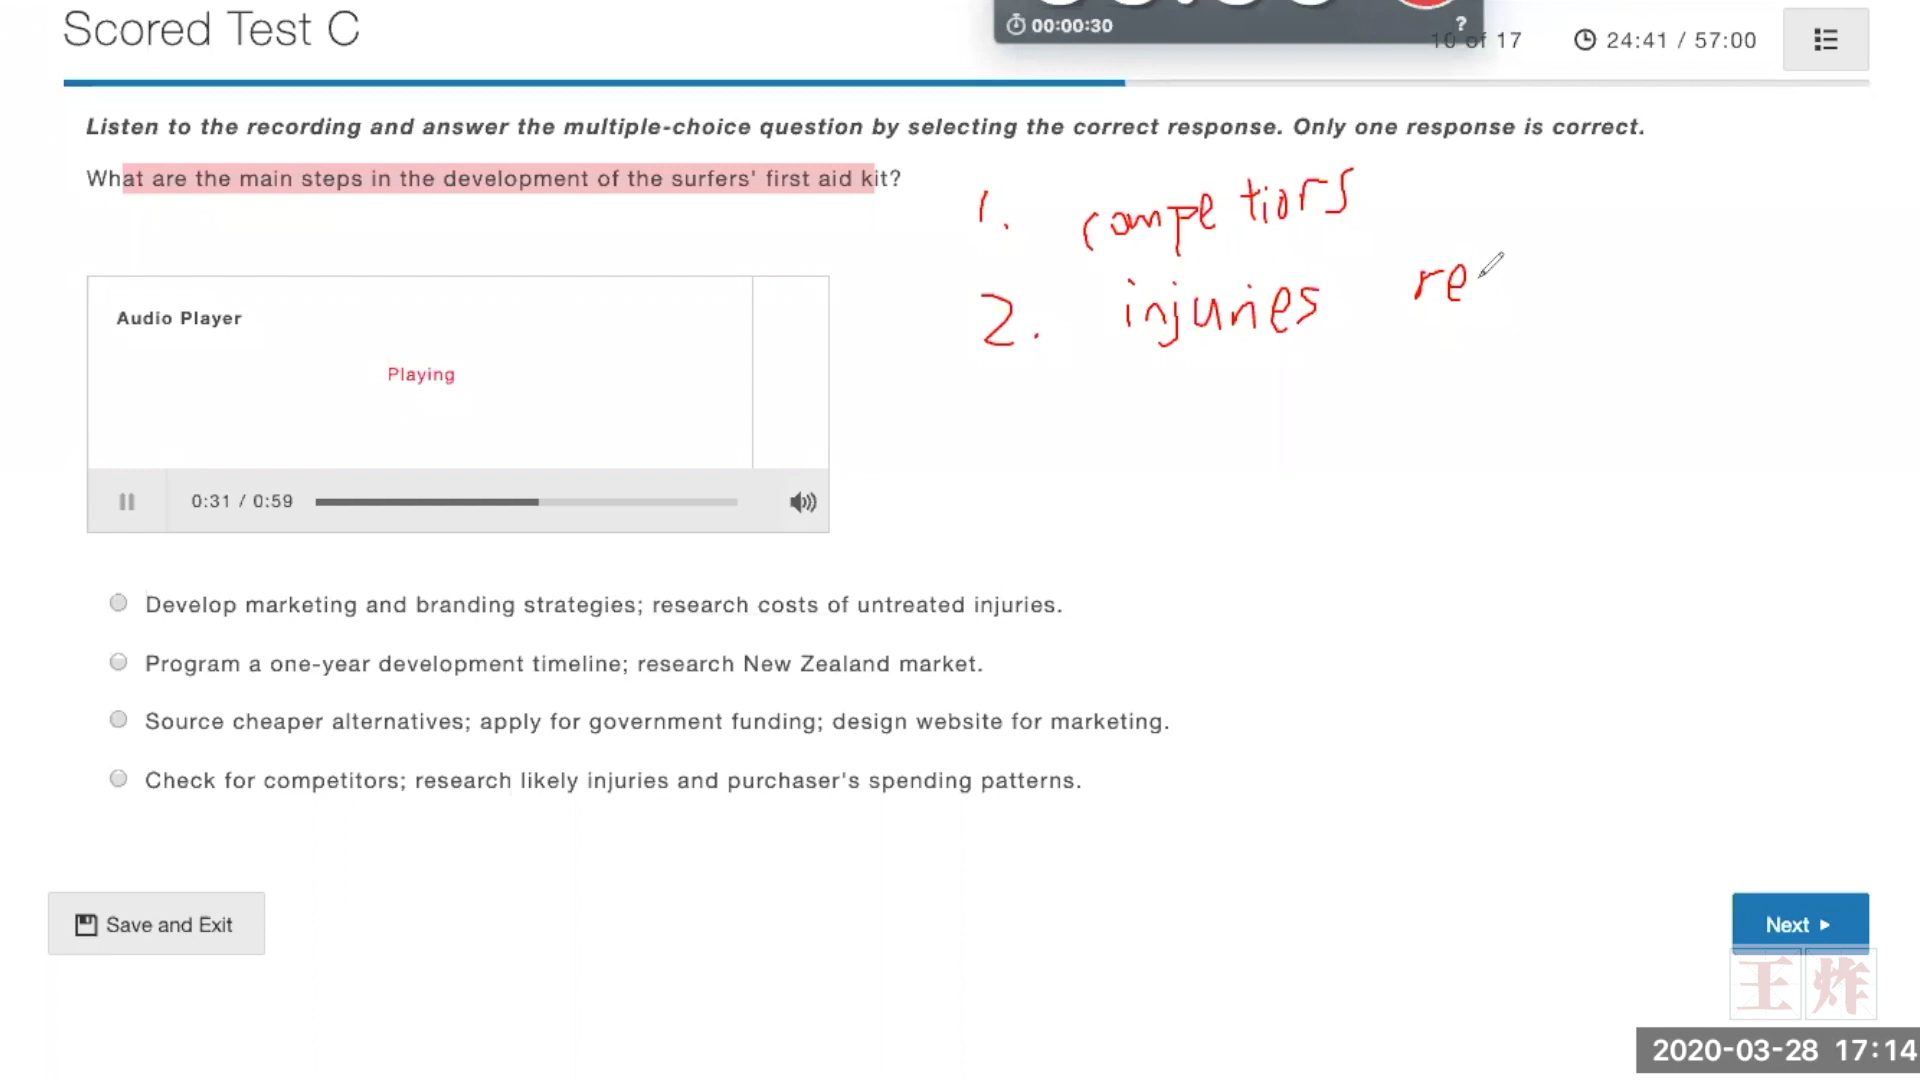 Scored Test C
00:00:30
?
10 of 17
24:41 / 57:00
Listen to the recording and answer the multiple-choice question by selecting the correct response. Only one response is correct.
What are the main steps in the development of the surfers' first aid kit?
1. competiors
2. injuries re
Audio Player
Playing
0:31 / 0:59
Develop marketing and branding strategies; research costs of untreated injuries.
Program a one-year development timeline; research New Zealand market.
Source cheaper alternatives; apply for government funding; design website for marketing.
Check for competitors; research likely injuries and purchaser's spending patterns.
Save and Exit
Next
王炸
2020-03-28 17:14